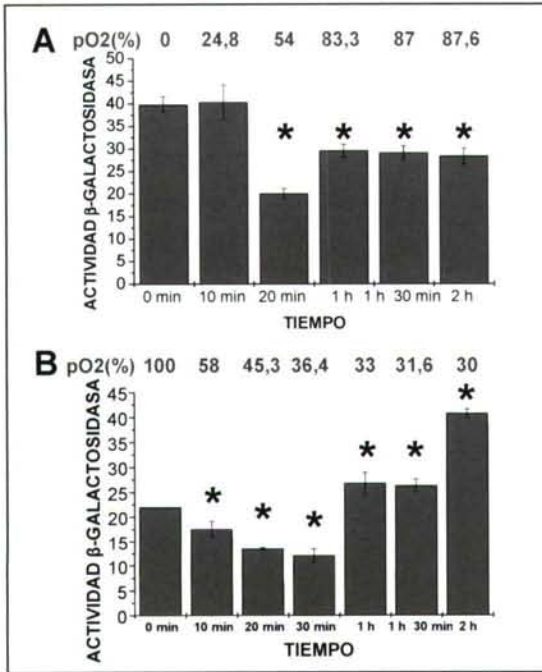 A
pO2(%) 0 24,8 54 83,3 87 87,6
ACTIVIDAD β-GALACTOSIDASA
50
45
40
35
30
25
20
15
10
5
0
* * * *
0 min 10 min 20 min 1 h 1 h 30 min 2 h
TIEMPO
B
pO2(%) 100 58 45,3 36,4 33 31,6 30
ACTIVIDAD β-GALACTOSIDASA
45
40
35
30
25
20
15
10
5
0
* * * * * *
0 min 10 min 20 min 30 min 1 h 1 h 30 min 2 h
TIEMPO